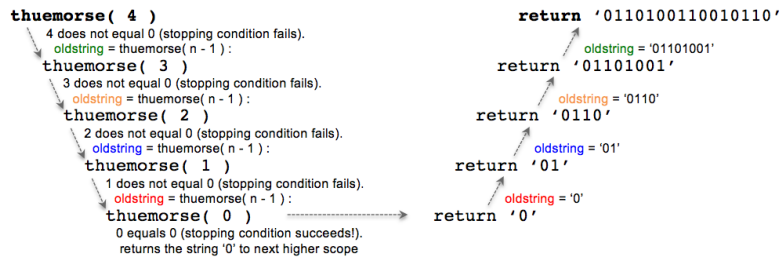 thuemorse( 4 )
4 does not equal 0 (stopping condition fails).
oldstring = thuemorse( n - 1 ) :
thuemorse( 3 )
3 does not equal 0 (stopping condition fails).
oldstring = thuemorse( n - 1 ) :
thuemorse( 2 )
2 does not equal 0 (stopping condition fails).
oldstring = thuemorse( n - 1 ) :
thuemorse( 1 )
1 does not equal 0 (stopping condition fails).
oldstring = thuemorse( n - 1 ) :
thuemorse( 0 )
0 equals 0 (stopping condition succeeds!).
returns the string ‘0’ to next higher scope
return ‘0110100110010110’
oldstring = ‘01101001’
return ‘01101001’
oldstring = ‘0110’
return ‘0110’
oldstring = ‘01’
return ‘01’
oldstring = ‘0’
return ‘0’